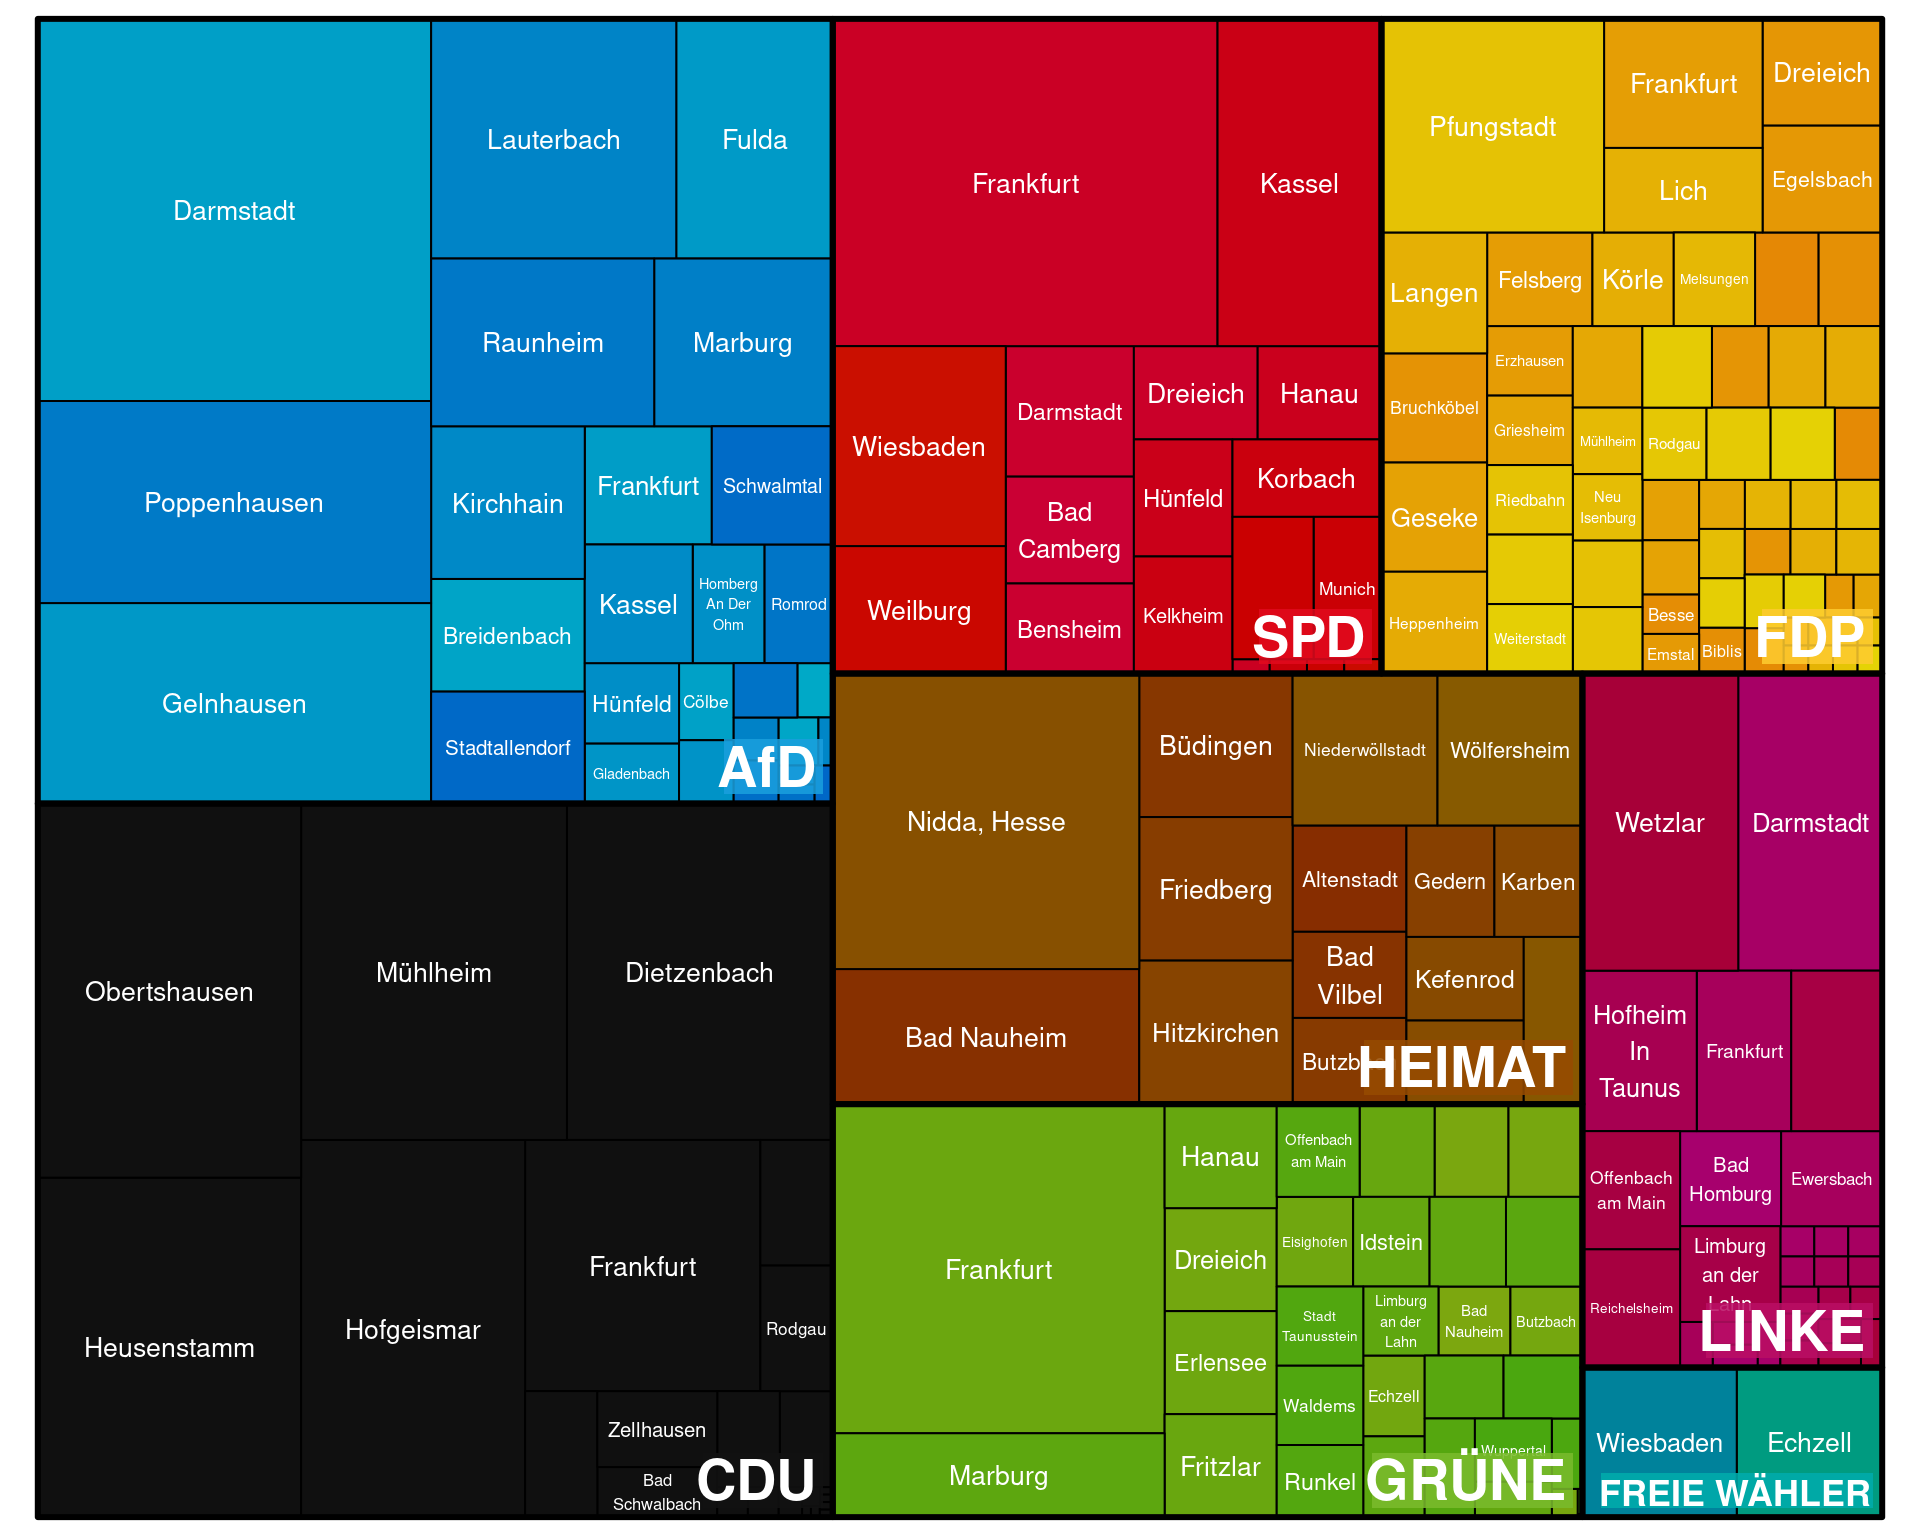 Darmstadt
Lauterbach
Fulda
Poppenhausen
Raunheim
Marburg
Gelnhausen
Kirchhain
Frankfurt
Schwalmtal
Breidenbach
Kassel
Homberg
An Der
Ohm
Romrod
Stadtallendorf
Hünfeld
Cölbe
Gladenbach
AfD
Frankfurt
Kassel
Wiesbaden
Darmstadt
Dreieich
Hanau
Weilburg
Bad
Camberg
Hünfeld
Korbach
Bensheim
Kelkheim
Munich
SPD
Pfungstadt
Frankfurt
Dreieich
Lich
Egelsbach
Langen
Felsberg
Körle
Melsungen
Bruchköbel
Erzhausen
Griesheim
Mühlheim
Rodgau
Geseke
Riedbahn
Neu
Isenburg
Heppenheim
Weiterstadt
Besse
Emstal
Biblis
FDP
Obertshausen
Mühlheim
Dietzenbach
Heusenstamm
Hofgeismar
Frankfurt
Rodgau
Zellhausen
Bad
Schwalbach
CDU
Nidda, Hesse
Büdingen
Niederwöllstadt
Wölfersheim
Bad Nauheim
Friedberg
Altenstadt
Gedern
Karben
Hitzkirchen
Bad
Vilbel
Kefenrod
HEIMAT
Frankfurt
Hanau
Offenbach
am Main
Dreieich
Eisighofen
Idstein
Erlensee
Stadt
Taunusstein
Limburg
an der
Lahn
Bad
Nauheim
Butzbach
Marburg
Fritzlar
Waldems
Echzell
Runkel
Wuppertal
GRÜNE
Wetzlar
Darmstadt
Hofheim
In
Taunus
Frankfurt
Offenbach
am Main
Bad
Homburg
Ewersbach
Reichelsheim
Limburg
an der
Lahn
LINKE
Wiesbaden
Echzell
FREIE WÄHLER